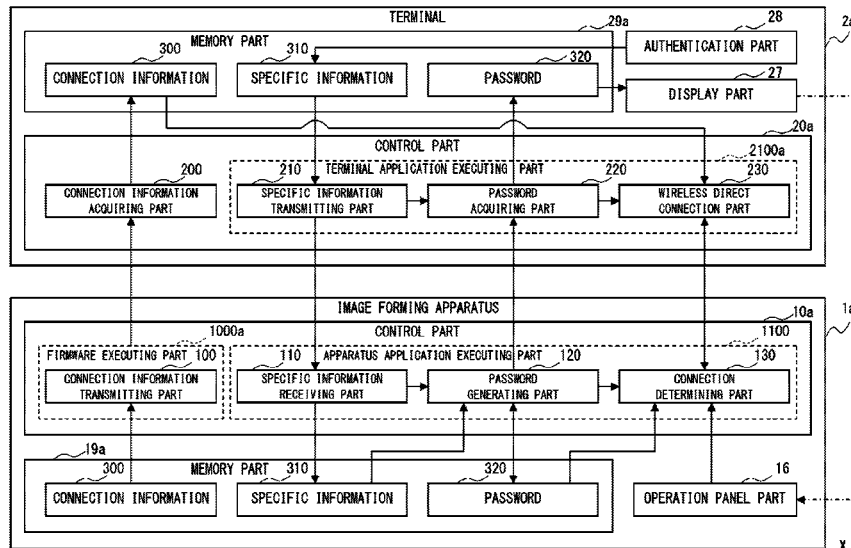 TERMINAL
2a
29a
28
MEMORY PART
AUTHENTICATION PART
300
310
320
27
CONNECTION INFORMATION
SPECIFIC INFORMATION
PASSWORD
DISPLAY PART
20a
CONTROL PART
2100a
TERMINAL APPLICATION EXECUTING PART
200
210
220
230
CONNECTION INFORMATION
ACQUIRING PART
SPECIFIC INFORMATION
TRANSMITTING PART
PASSWORD
ACQUIRING PART
WIRELESS DIRECT
CONNECTION PART
IMAGE FORMING APPARATUS
1a
10a
CONTROL PART
1000a
1100
FIRMWARE EXECUTING PART
APPARATUS APPLICATION EXECUTING PART
100
110
120
130
CONNECTION INFORMATION
TRANSMITTING PART
SPECIFIC INFORMATION
RECEIVING PART
PASSWORD
GENERATING PART
CONNECTION
DETERMINING PART
19a
MEMORY PART
300
310
320
16
CONNECTION INFORMATION
SPECIFIC INFORMATION
PASSWORD
OPERATION PANEL PART
X